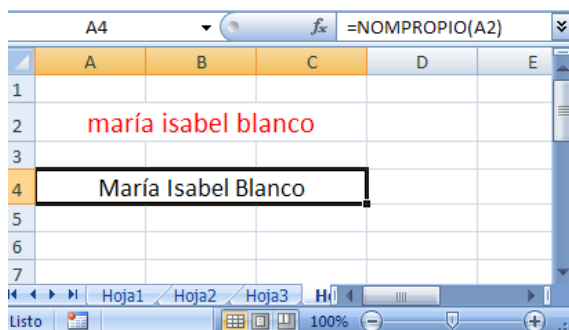 A4 fx =NOMPROPIO(A2)
A B C D E
1
2 maría isabel blanco
3
4 María Isabel Blanco
5
6
7
Hoja1 Hoja2 Hoja3
Listo 100%